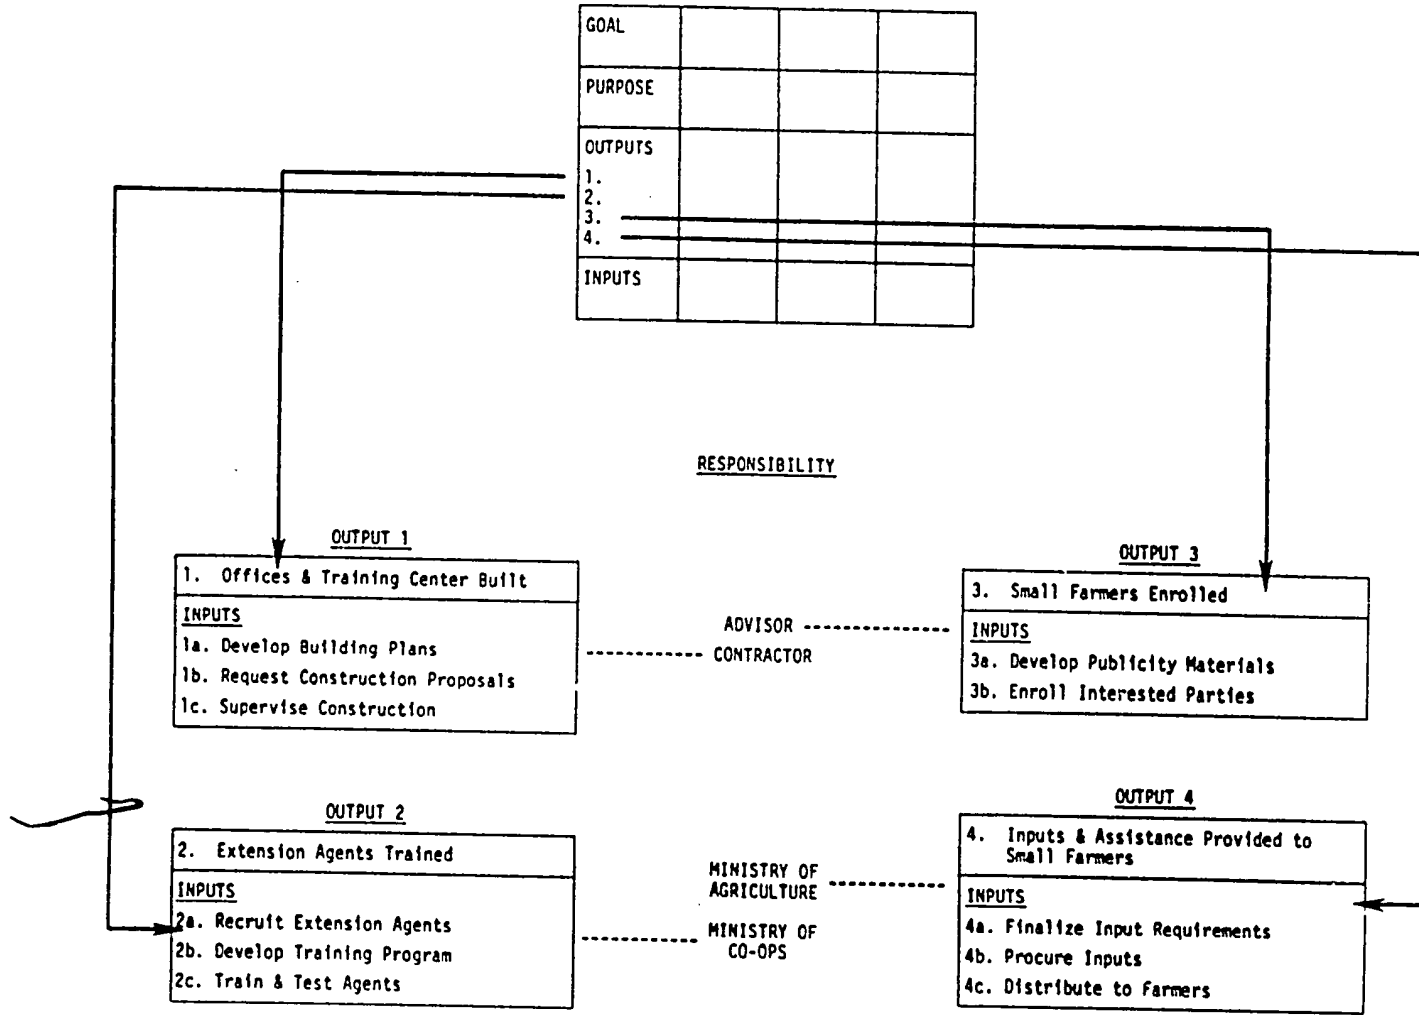 GOAL
PURPOSE
OUTPUTS
1.
2.
3.
4.
INPUTS
RESPONSIBILITY
OUTPUT 1
1. Offices & Training Center Built
INPUTS
1a. Develop Building Plans
1b. Request Construction Proposals
1c. Supervise Construction
ADVISOR
CONTRACTOR
OUTPUT 3
3. Small Farmers Enrolled
INPUTS
3a. Develop Publicity Materials
3b. Enroll Interested Parties
OUTPUT 2
2. Extension Agents Trained
INPUTS
2a. Recruit Extension Agents
2b. Develop Training Program
2c. Train & Test Agents
MINISTRY OF
AGRICULTURE
MINISTRY OF
CO-OPS
OUTPUT 4
4. Inputs & Assistance Provided to
Small Farmers
INPUTS
4a. Finalize Input Requirements
4b. Procure Inputs
4c. Distribute to Farmers